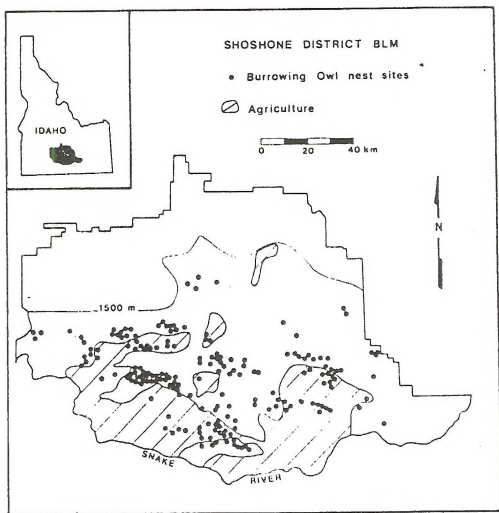 SHOSHONE DISTRICT BLM
• Burrowing Owl nest sites
Agriculture
0 20 40 km
IDAHO
N
1500 m
SNAKE RIVER